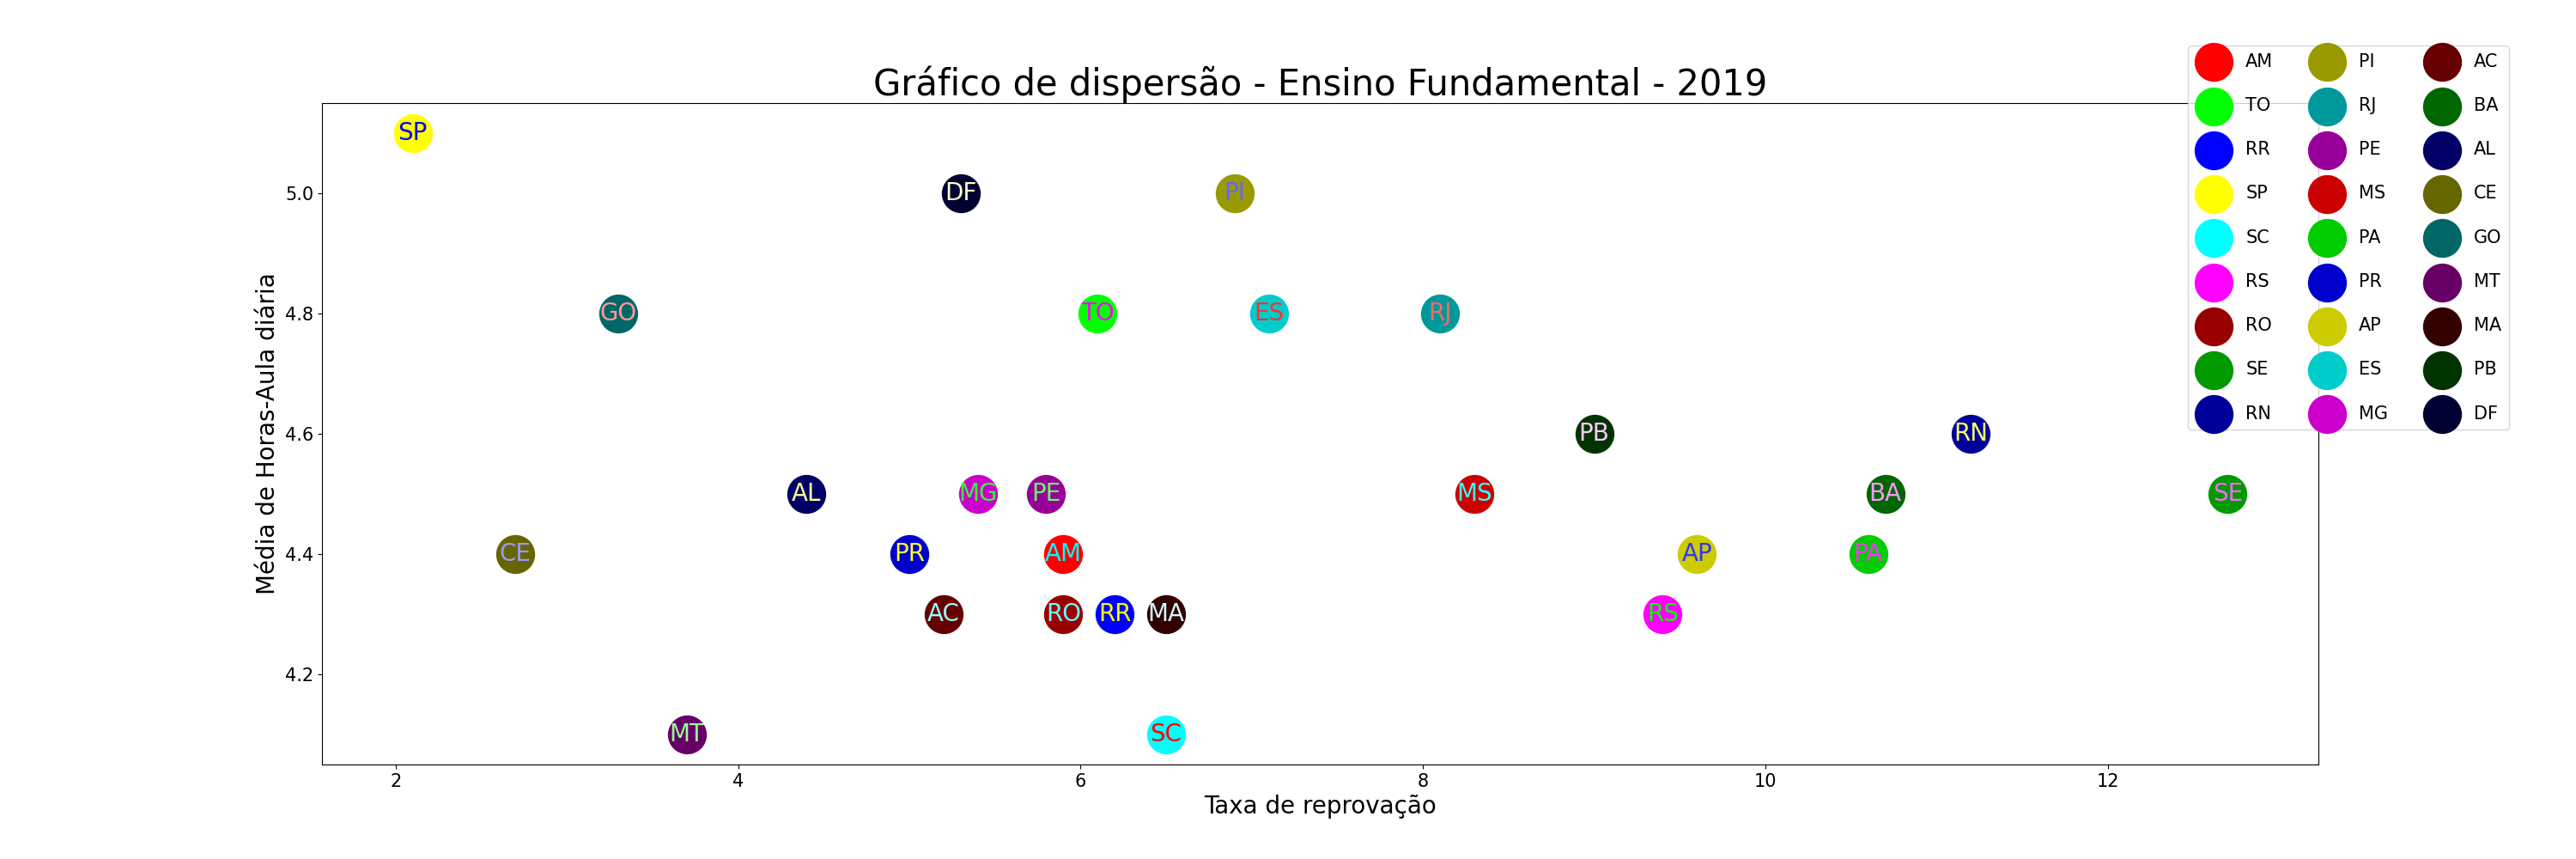 Gráfico de dispersão - Ensino Fundamental - 2019
AM PI AC
TO RJ BA
RR PE AL
SP MS CE
SC PA GO
RS PR MT
RO AP MA
SE ES PB
RN MG DF
Média de Horas-Aula diária
5.0
4.8
4.6
4.4
4.2
SP
DF PI
GO TO ES RJ
PB RN
AL MG PE MS BA SE
CE PR AM AP PA
AC RO RR MA RS
MT SC
2 4 6 8 10 12
Taxa de reprovação